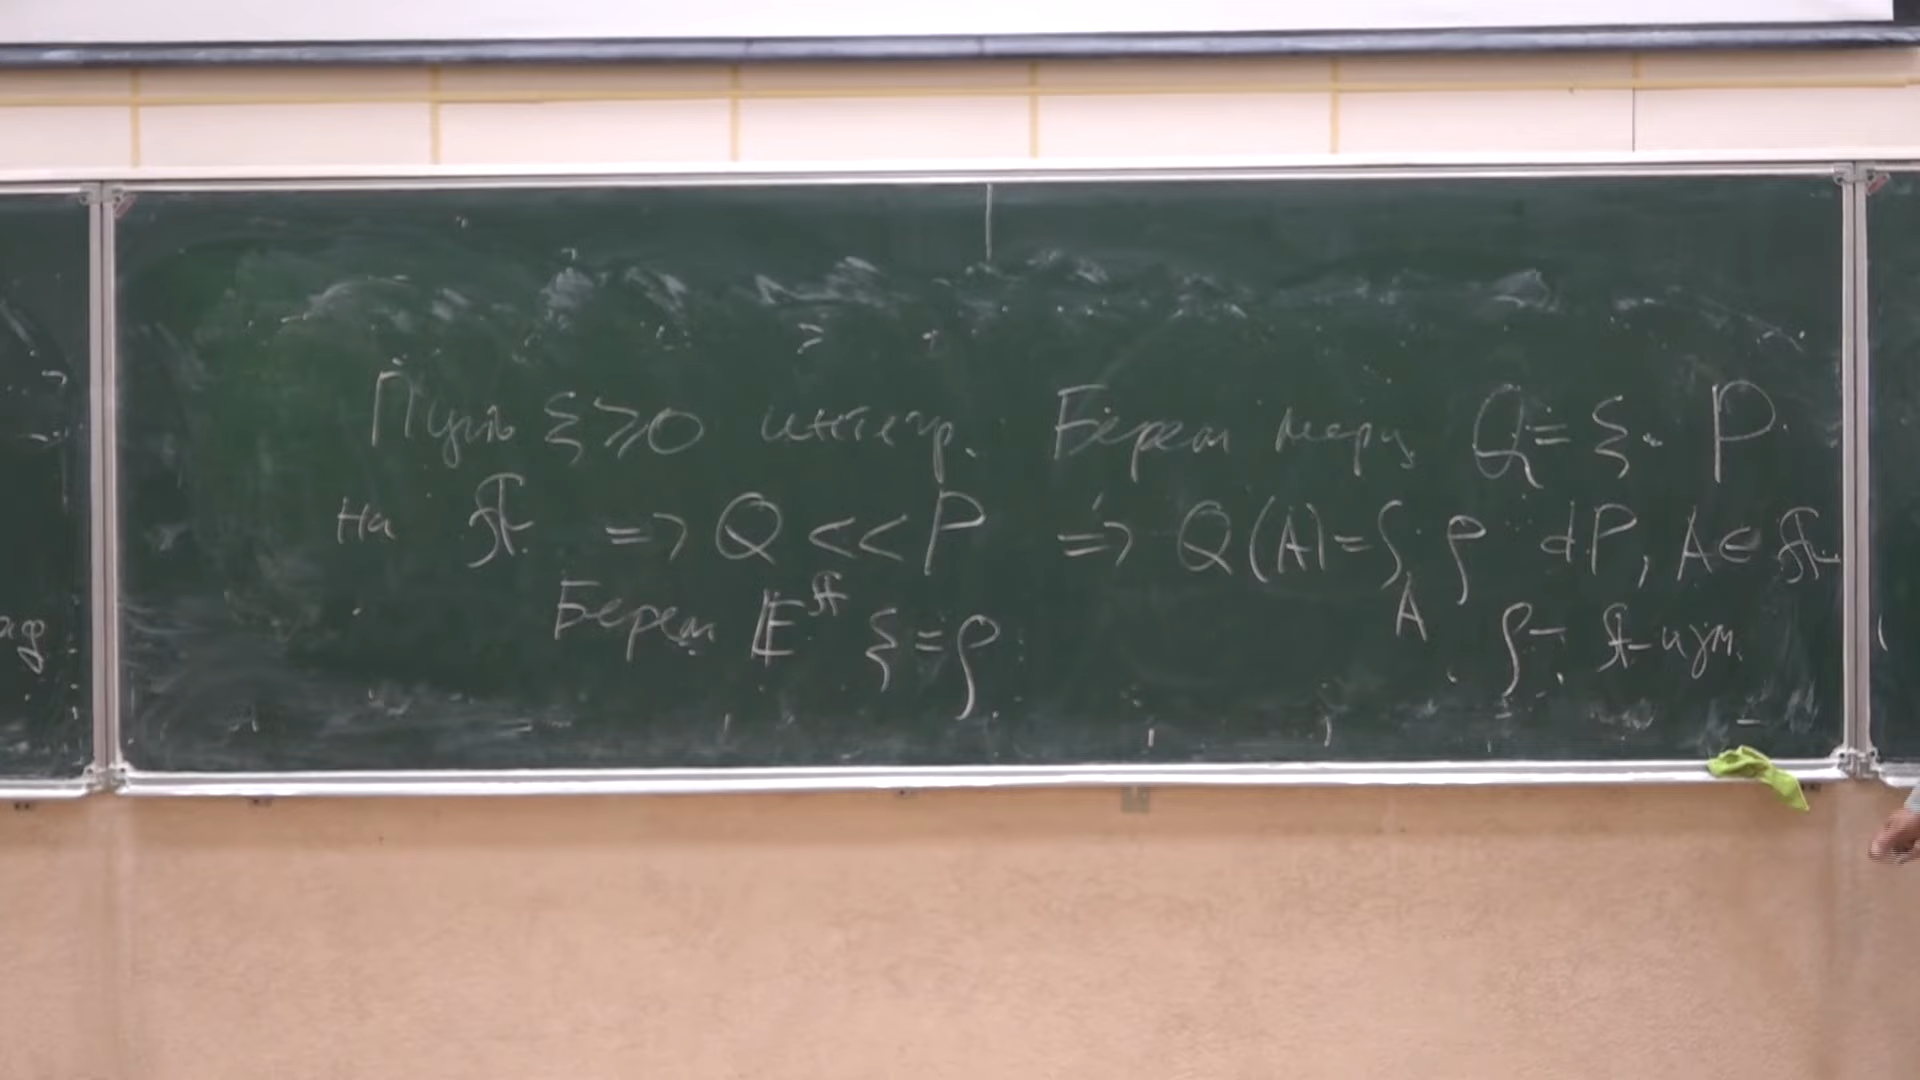 Пусть ξ ≥ 0 интегр. Берем меру Q = ξ · P
на 𝔄 => Q << P => Q(A) = ∫_A ρ dP, A ∈ 𝔄
Берем 𝔼^𝔄 ξ = ρ
ρ - 𝔄-изм.